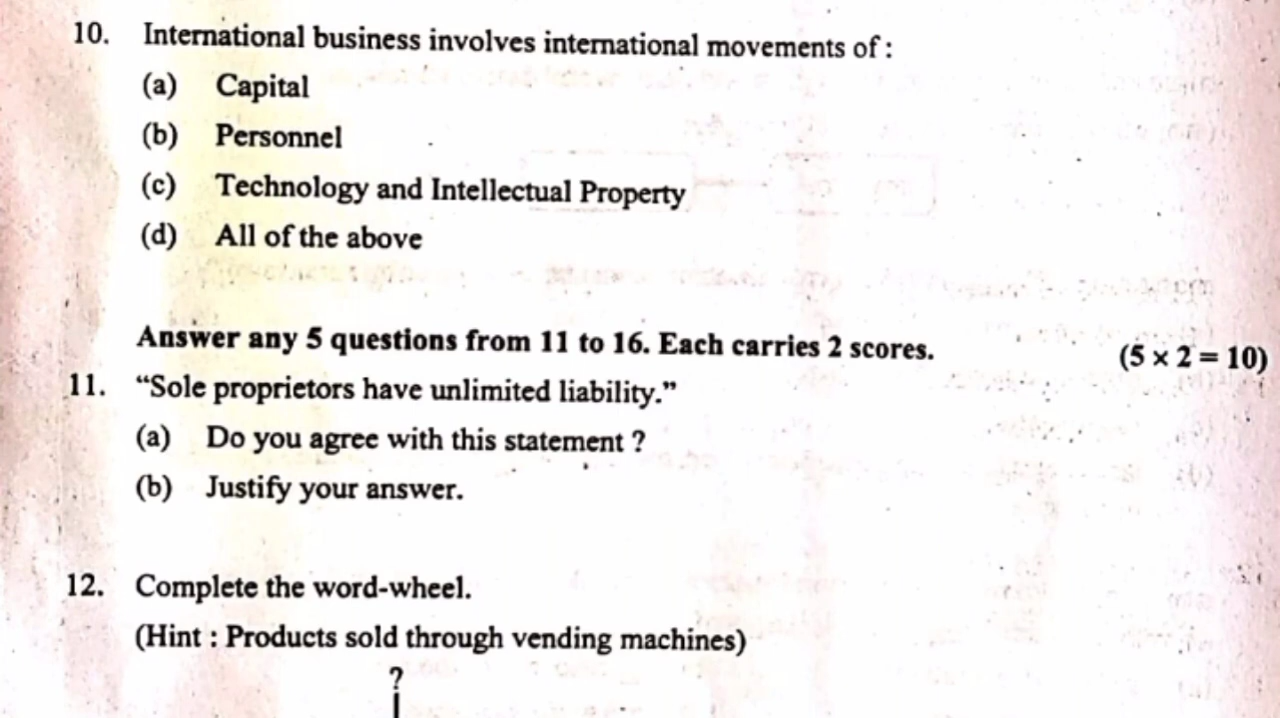 10. International business involves international movements of :
(a) Capital
(b) Personnel
(c) Technology and Intellectual Property
(d) All of the above
Answer any 5 questions from 11 to 16. Each carries 2 scores. (5 × 2 = 10)
11. “Sole proprietors have unlimited liability.”
(a) Do you agree with this statement ?
(b) Justify your answer.
12. Complete the word-wheel.
(Hint : Products sold through vending machines)
?